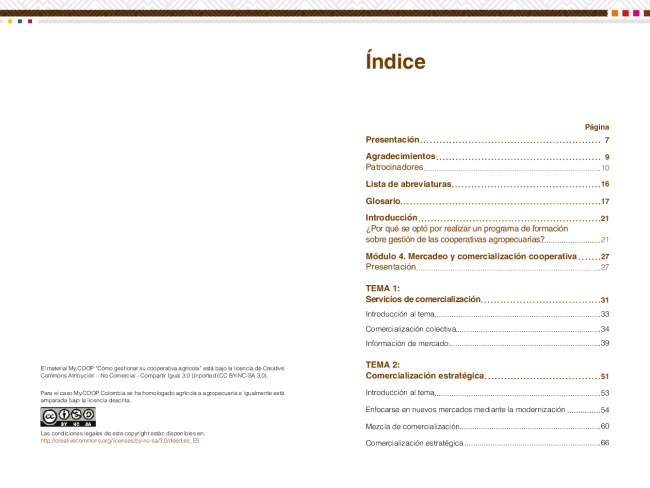 El material My.COOP “Cómo gestionar su cooperativa agrícola” está bajo la licencia de Creative
Commons Atribución – No Comercial - Compartir Igual 3.0 Unported (CC BY-NC-SA 3.0).
Para el caso My.COOP Colombia se ha homologado agrícola a agropecuaria e igualmente está
amparada bajo la licencia descrita.
cc
BY NC SA
Las condiciones legales de este copyright están disponibles en:
http://creativecommons.org/licenses/by-nc-sa/3.0/deed.es_ES
Índice
Página
Presentación 7
Agradecimientos 9
Patrocinadores 10
Lista de abreviaturas 16
Glosario 17
Introducción 21
¿Por qué se optó por realizar un programa de formación
sobre gestión de las cooperativas agropecuarias? 21
Módulo 4. Mercadeo y comercialización cooperativa 27
Presentación 27
TEMA 1:
Servicios de comercialización 31
Introducción al tema 33
Comercialización colectiva 34
Información de mercado 39
TEMA 2:
Comercialización estratégica 51
Introducción al tema 53
Enfocarse en nuevos mercados mediante la modernización 54
Mezcla de comercialización 60
Comercialización estratégica 66